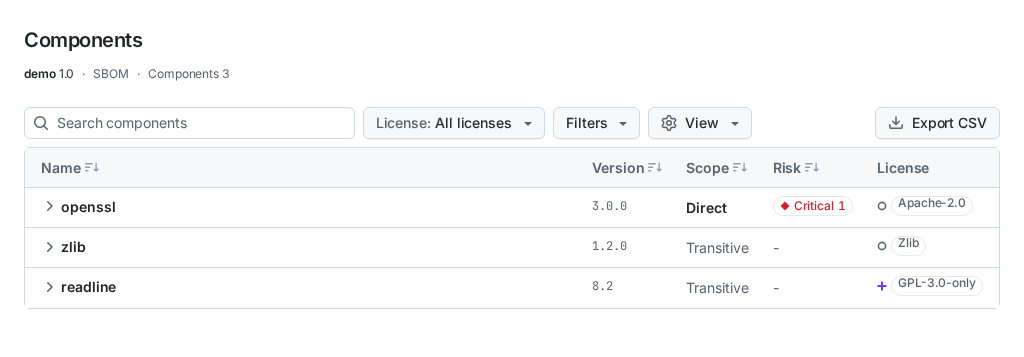 Components
demo 1.0 · SBOM · Components 3
Search components License: All licenses Filters View Export CSV
Name Version Scope Risk License
openssl 3.0.0 Direct Critical 1 Apache-2.0
zlib 1.2.0 Transitive - Zlib
readline 8.2 Transitive - GPL-3.0-only